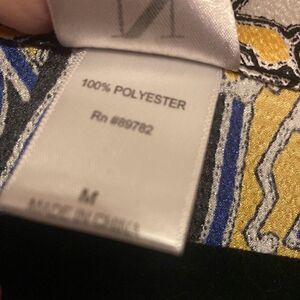 100% POLYESTER
Rn #89782
M
MADE IN CHINA